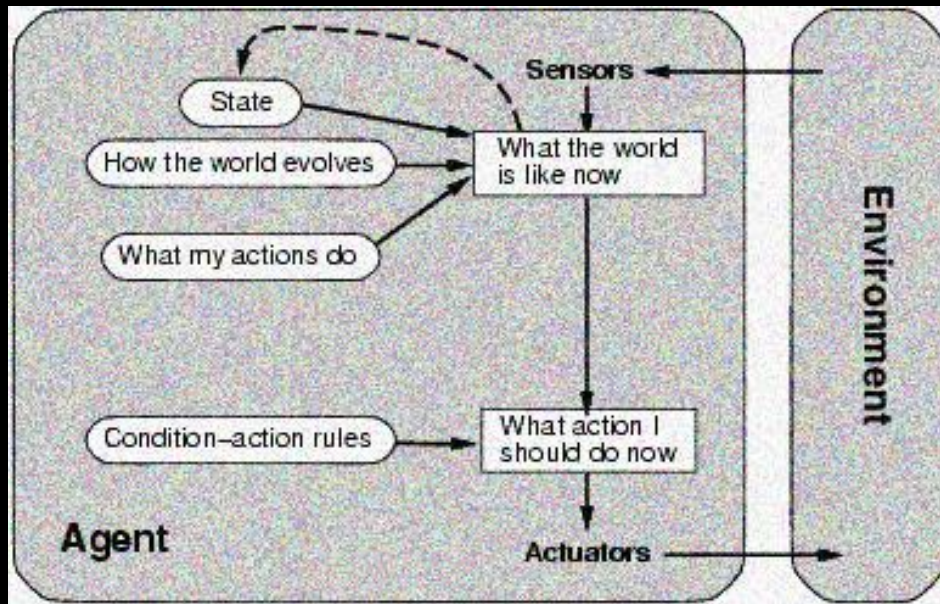 Sensors
State
What the world
is like now
How the world evolves
What my actions do
Environment
Condition–action rules
What action I
should do now
Agent
Actuators